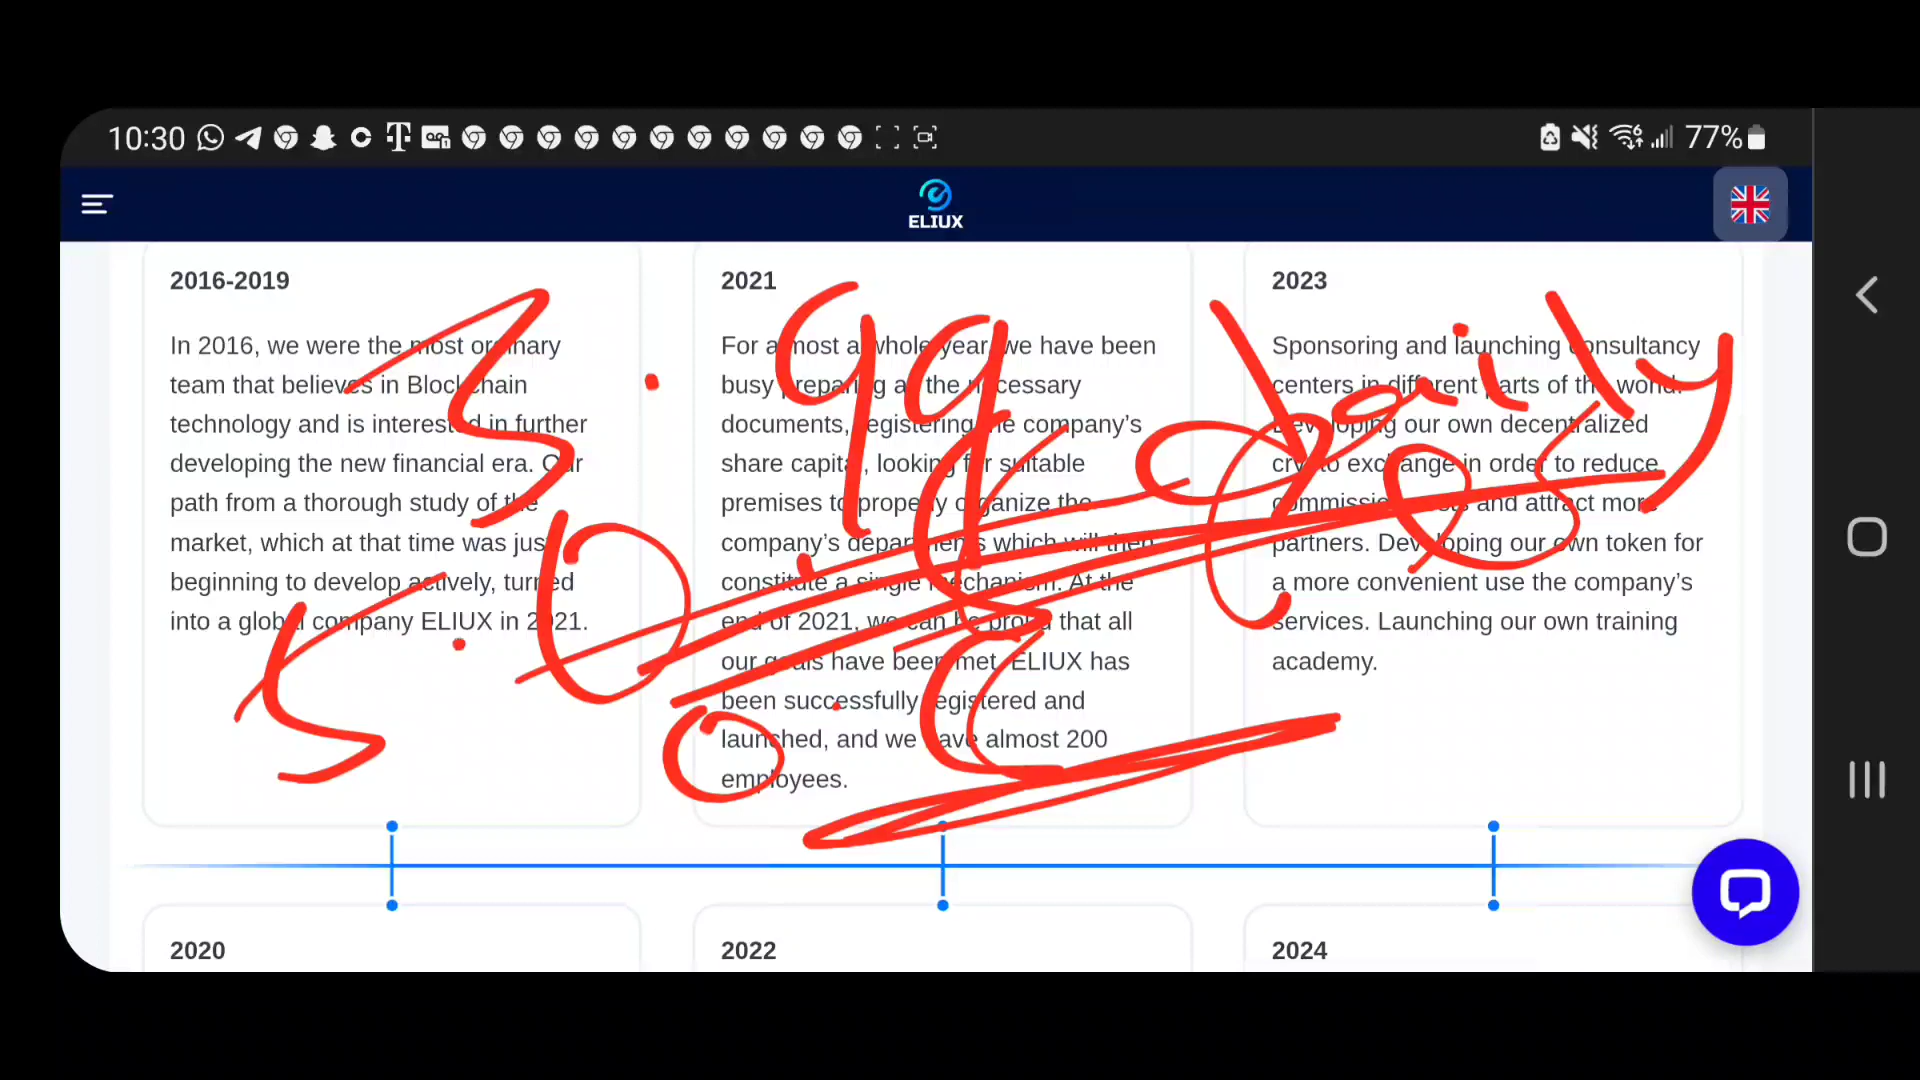 10:30
77%
ELIUX
2016-2019
In 2016, we were the most ordinary
team that believes in Blockchain
technology and is interested in further
developing the new financial era. Our
path from a thorough study of the
market, which at that time was just
beginning to develop actively, turned
into a global company ELIUX in 2021.
2021
For almost a whole year, we have been
busy preparing all the necessary
documents, registering the company’s
share capital, looking for suitable
premises to properly organize the
company’s departments which will then
constitute a single mechanism. At the
end of 2021, we can be proud that all
our goals have been met. ELIUX has
been successfully registered and
launched, and we have almost 200
employees.
2023
Sponsoring and launching consultancy
centers in different parts of the world.
Developing our own decentralized
crypto exchange in order to reduce
commission costs and attract more
partners. Developing our own token for
a more convenient use the company’s
services. Launching our own training
academy.
3.99 daily
2020
2022
2024